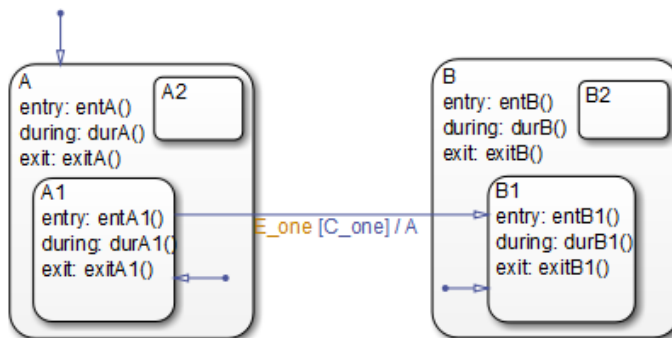 A
entry: entA()
during: durA()
exit: exitA()
A2
A1
entry: entA1()
during: durA1()
exit: exitA1()
E_one [C_one] / A
B
entry: entB()
during: durB()
exit: exitB()
B2
B1
entry: entB1()
during: durB1()
exit: exitB1()